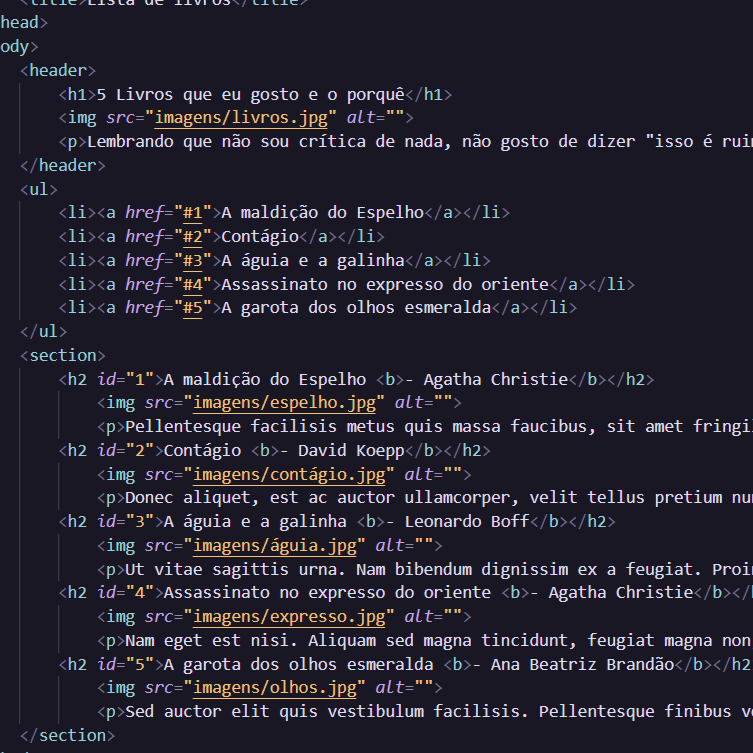 <title>Lista de livros</title>
head>
ody>
<header>
<h1>5 Livros que eu gosto e o porquê</h1>
<img src="imagens/livros.jpg" alt="">
<p>Lembrando que não sou crítica de nada, não gosto de dizer "isso é ruim
</header>
<ul>
<li><a href="#1">A maldição do Espelho</a></li>
<li><a href="#2">Contágio</a></li>
<li><a href="#3">A águia e a galinha</a></li>
<li><a href="#4">Assassinato no expresso do oriente</a></li>
<li><a href="#5">A garota dos olhos esmeralda</a></li>
</ul>
<section>
<h2 id="1">A maldição do Espelho <b>- Agatha Christie</b></h2>
<img src="imagens/espelho.jpg" alt="">
<p>Pellentesque facilisis metus quis massa faucibus, sit amet fringil
<h2 id="2">Contágio <b>- David Koepp</b></h2>
<img src="imagens/contágio.jpg" alt="">
<p>Donec aliquet, est ac auctor ullamcorper, velit tellus pretium nun
<h2 id="3">A águia e a galinha <b>- Leonardo Boff</b></h2>
<img src="imagens/águia.jpg" alt="">
<p>Ut vitae sagittis urna. Nam bibendum dignissim ex a feugiat. Proin
<h2 id="4">Assassinato no expresso do oriente <b>- Agatha Christie</b></h
<img src="imagens/expresso.jpg" alt="">
<p>Nam eget est nisi. Aliquam sed magna tincidunt, feugiat magna non
<h2 id="5">A garota dos olhos esmeralda <b>- Ana Beatriz Brandão</b></h2
<img src="imagens/olhos.jpg" alt="">
<p>Sed auctor elit quis vestibulum facilisis. Pellentesque finibus ve
</section>